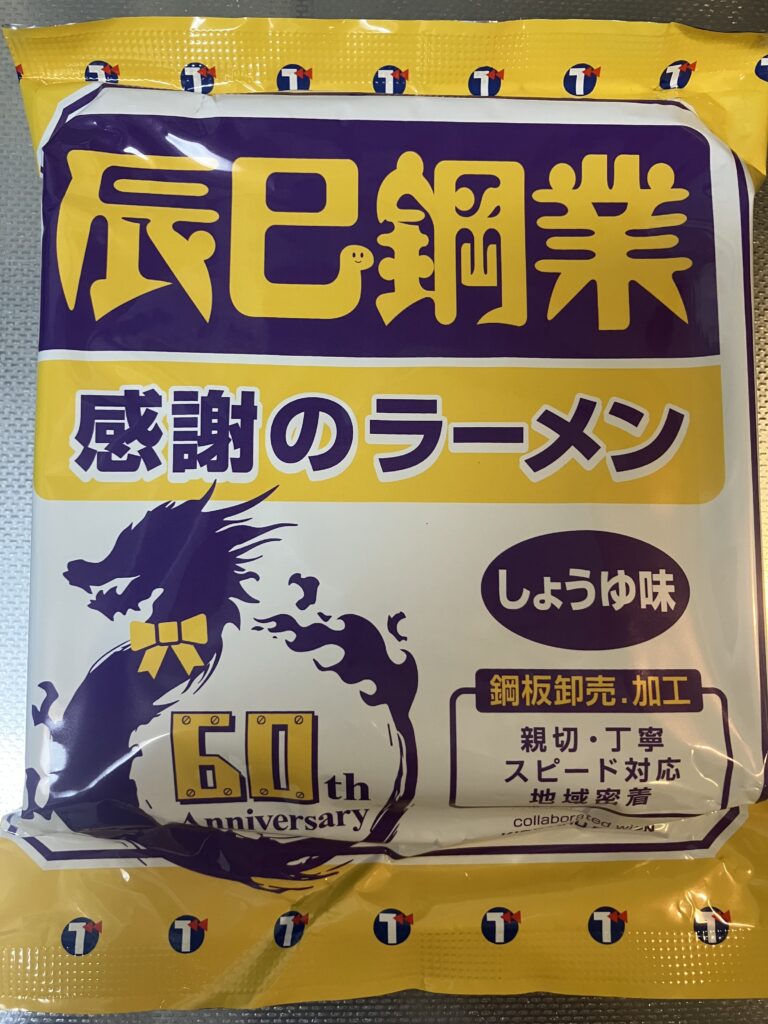 辰巳鋼業
感謝のラーメン
しょうゆ味
鋼板卸売.加工
親切・丁寧
スピード対応
地域密着
60th
Anniversary
collaborated with